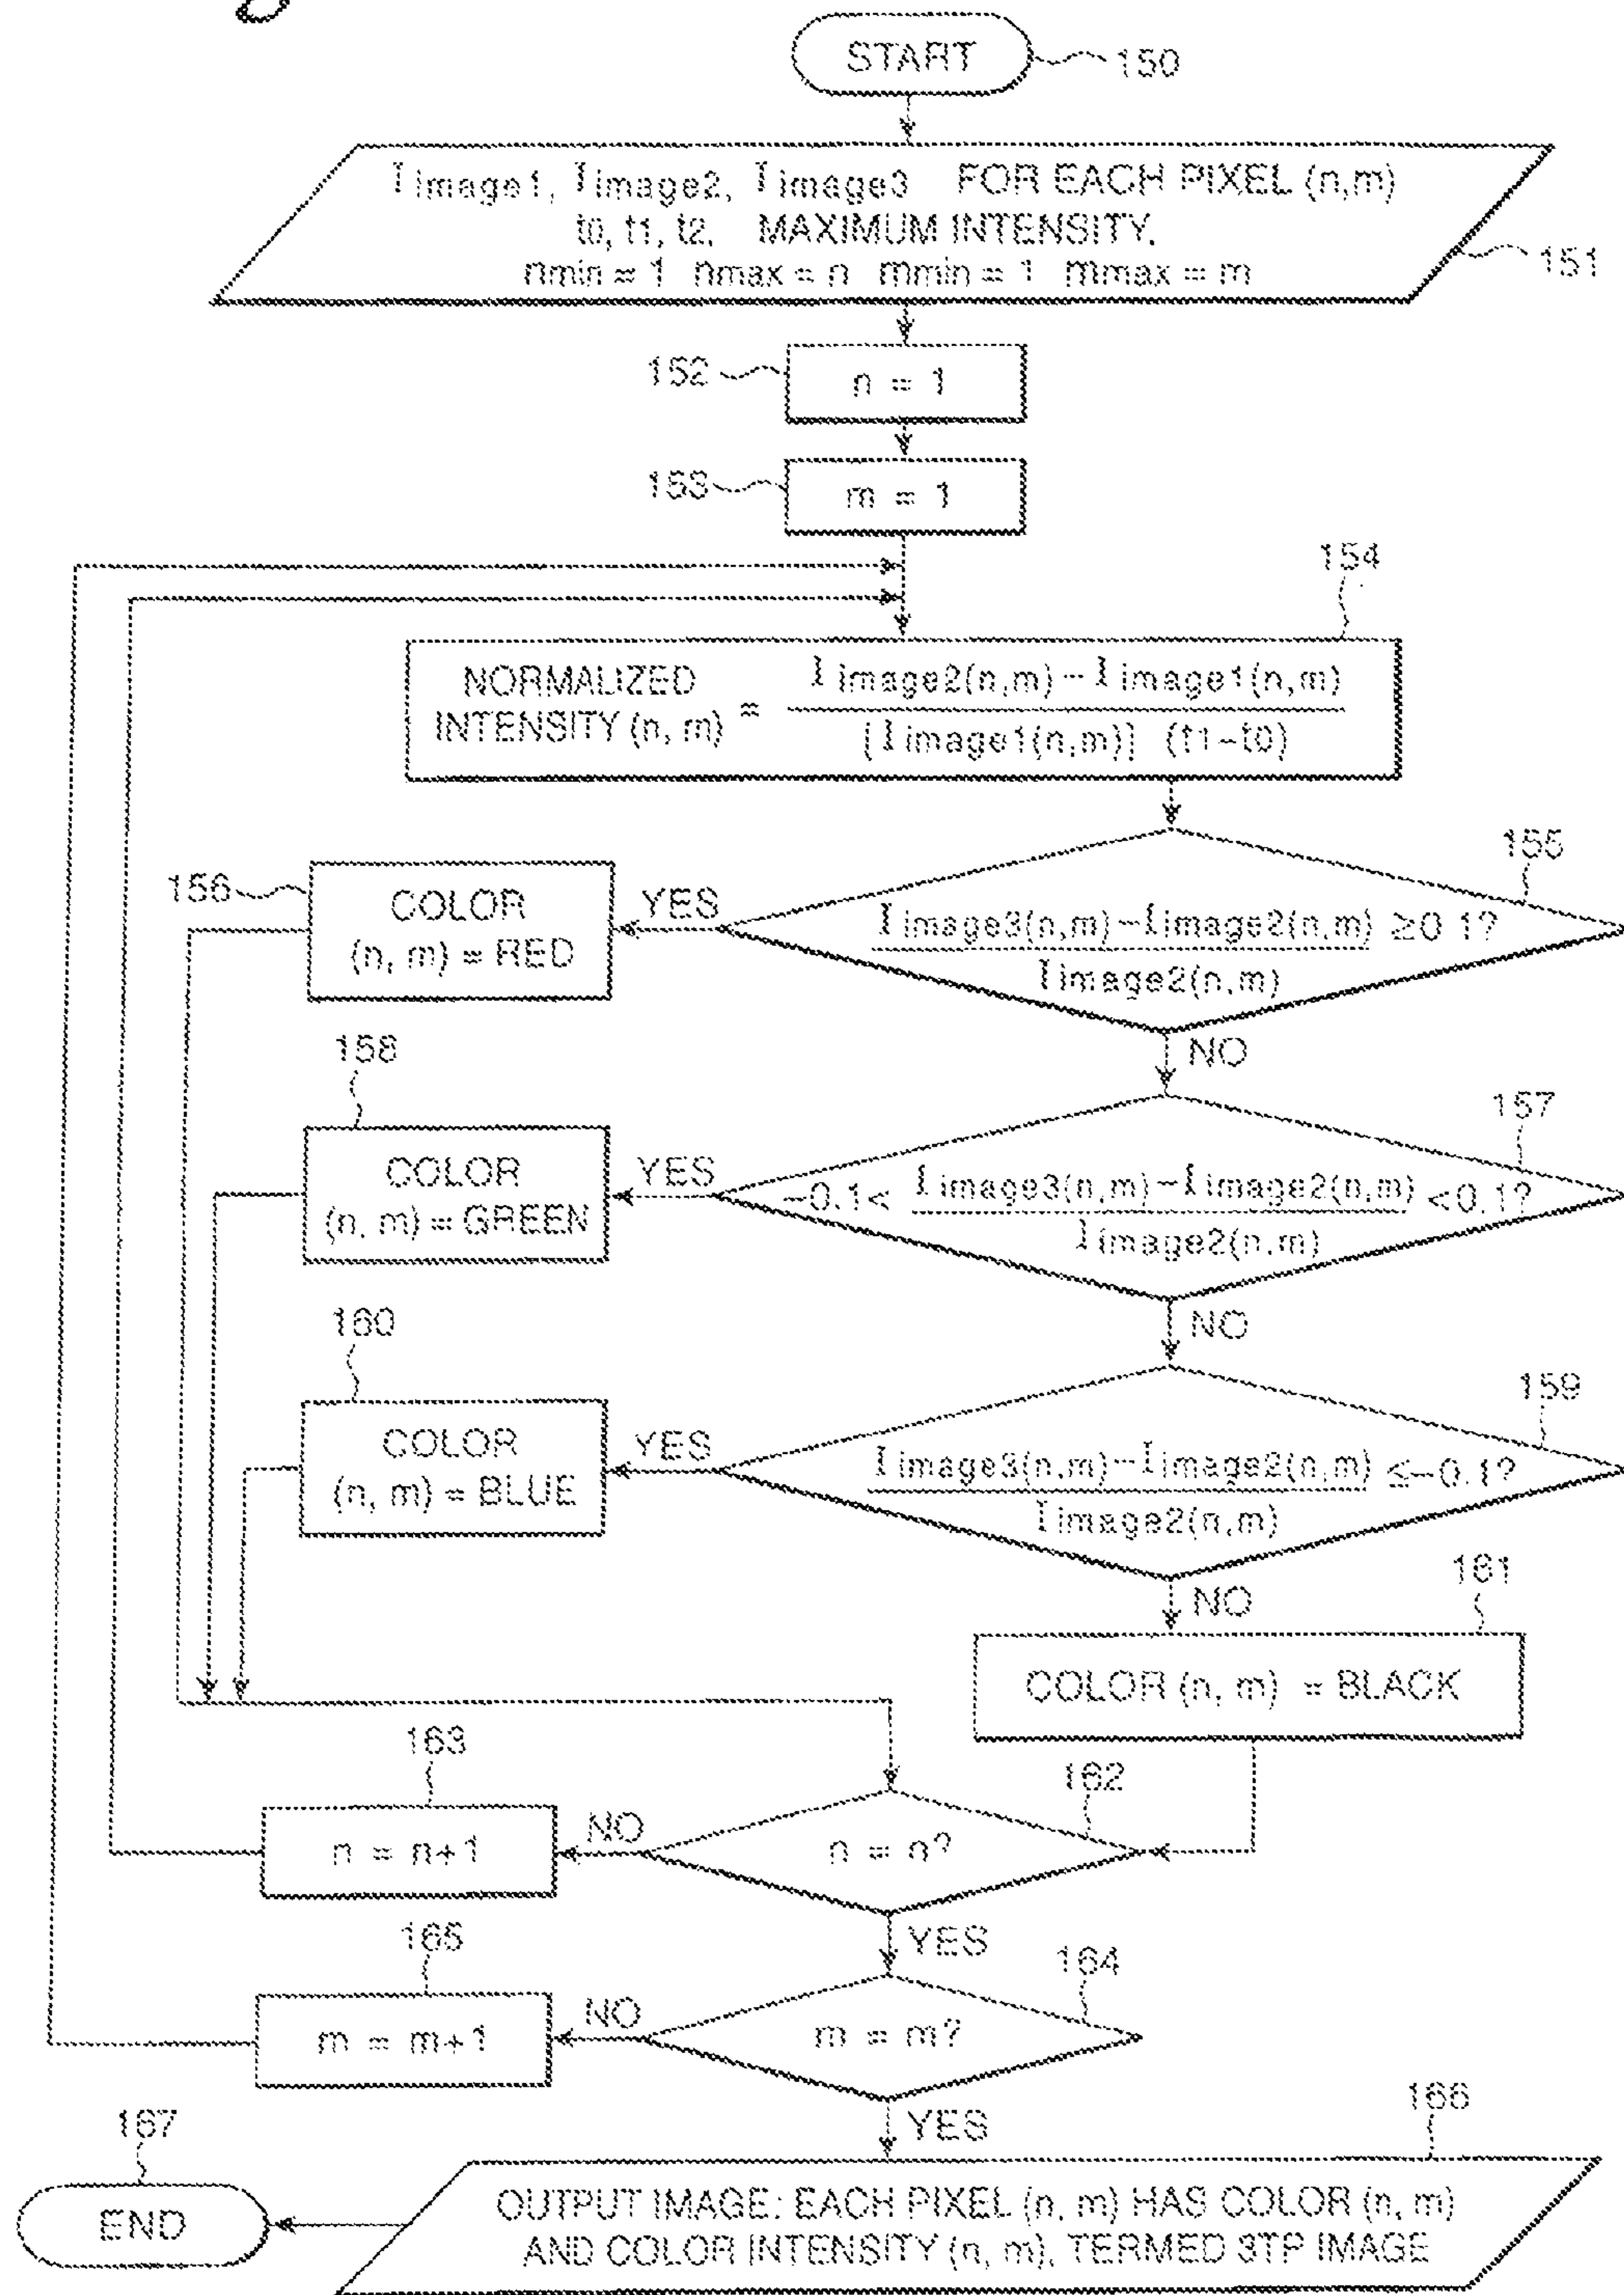 START
150
Iimage1, Iimage2, Iimage3 FOR EACH PIXEL (n,m)
t0, t1, t2, MAXIMUM INTENSITY.
nmin = 1 nmax = n mmin = 1 mmax = m
151
152
n = 1
153
m = 1
154
NORMALIZED
INTENSITY (n, m) =
Iimage2(n,m)-Iimage1(n,m)
[Iimage1(n,m)] (t1-t0)
155
156
COLOR
(n, m) = RED
YES
Iimage3(n,m)-Iimage2(n,m) ≥0.1?
Iimage2(n,m)
NO
158
157
COLOR
(n, m) = GREEN
YES
-0.1< Iimage3(n,m)-Iimage2(n,m) <0.1?
Iimage2(n,m)
NO
160
159
COLOR
(n, m) = BLUE
YES
Iimage3(n,m)-Iimage2(n,m) ≤-0.1?
Iimage2(n,m)
NO
161
COLOR (n, m) = BLACK
163
162
n = n+1
NO
n = n?
YES
165
164
m = m+1
NO
m = m?
YES
166
167
END
OUTPUT IMAGE: EACH PIXEL (n, m) HAS COLOR (n, m)
AND COLOR INTENSITY (n, m), TERMED 3TP IMAGE